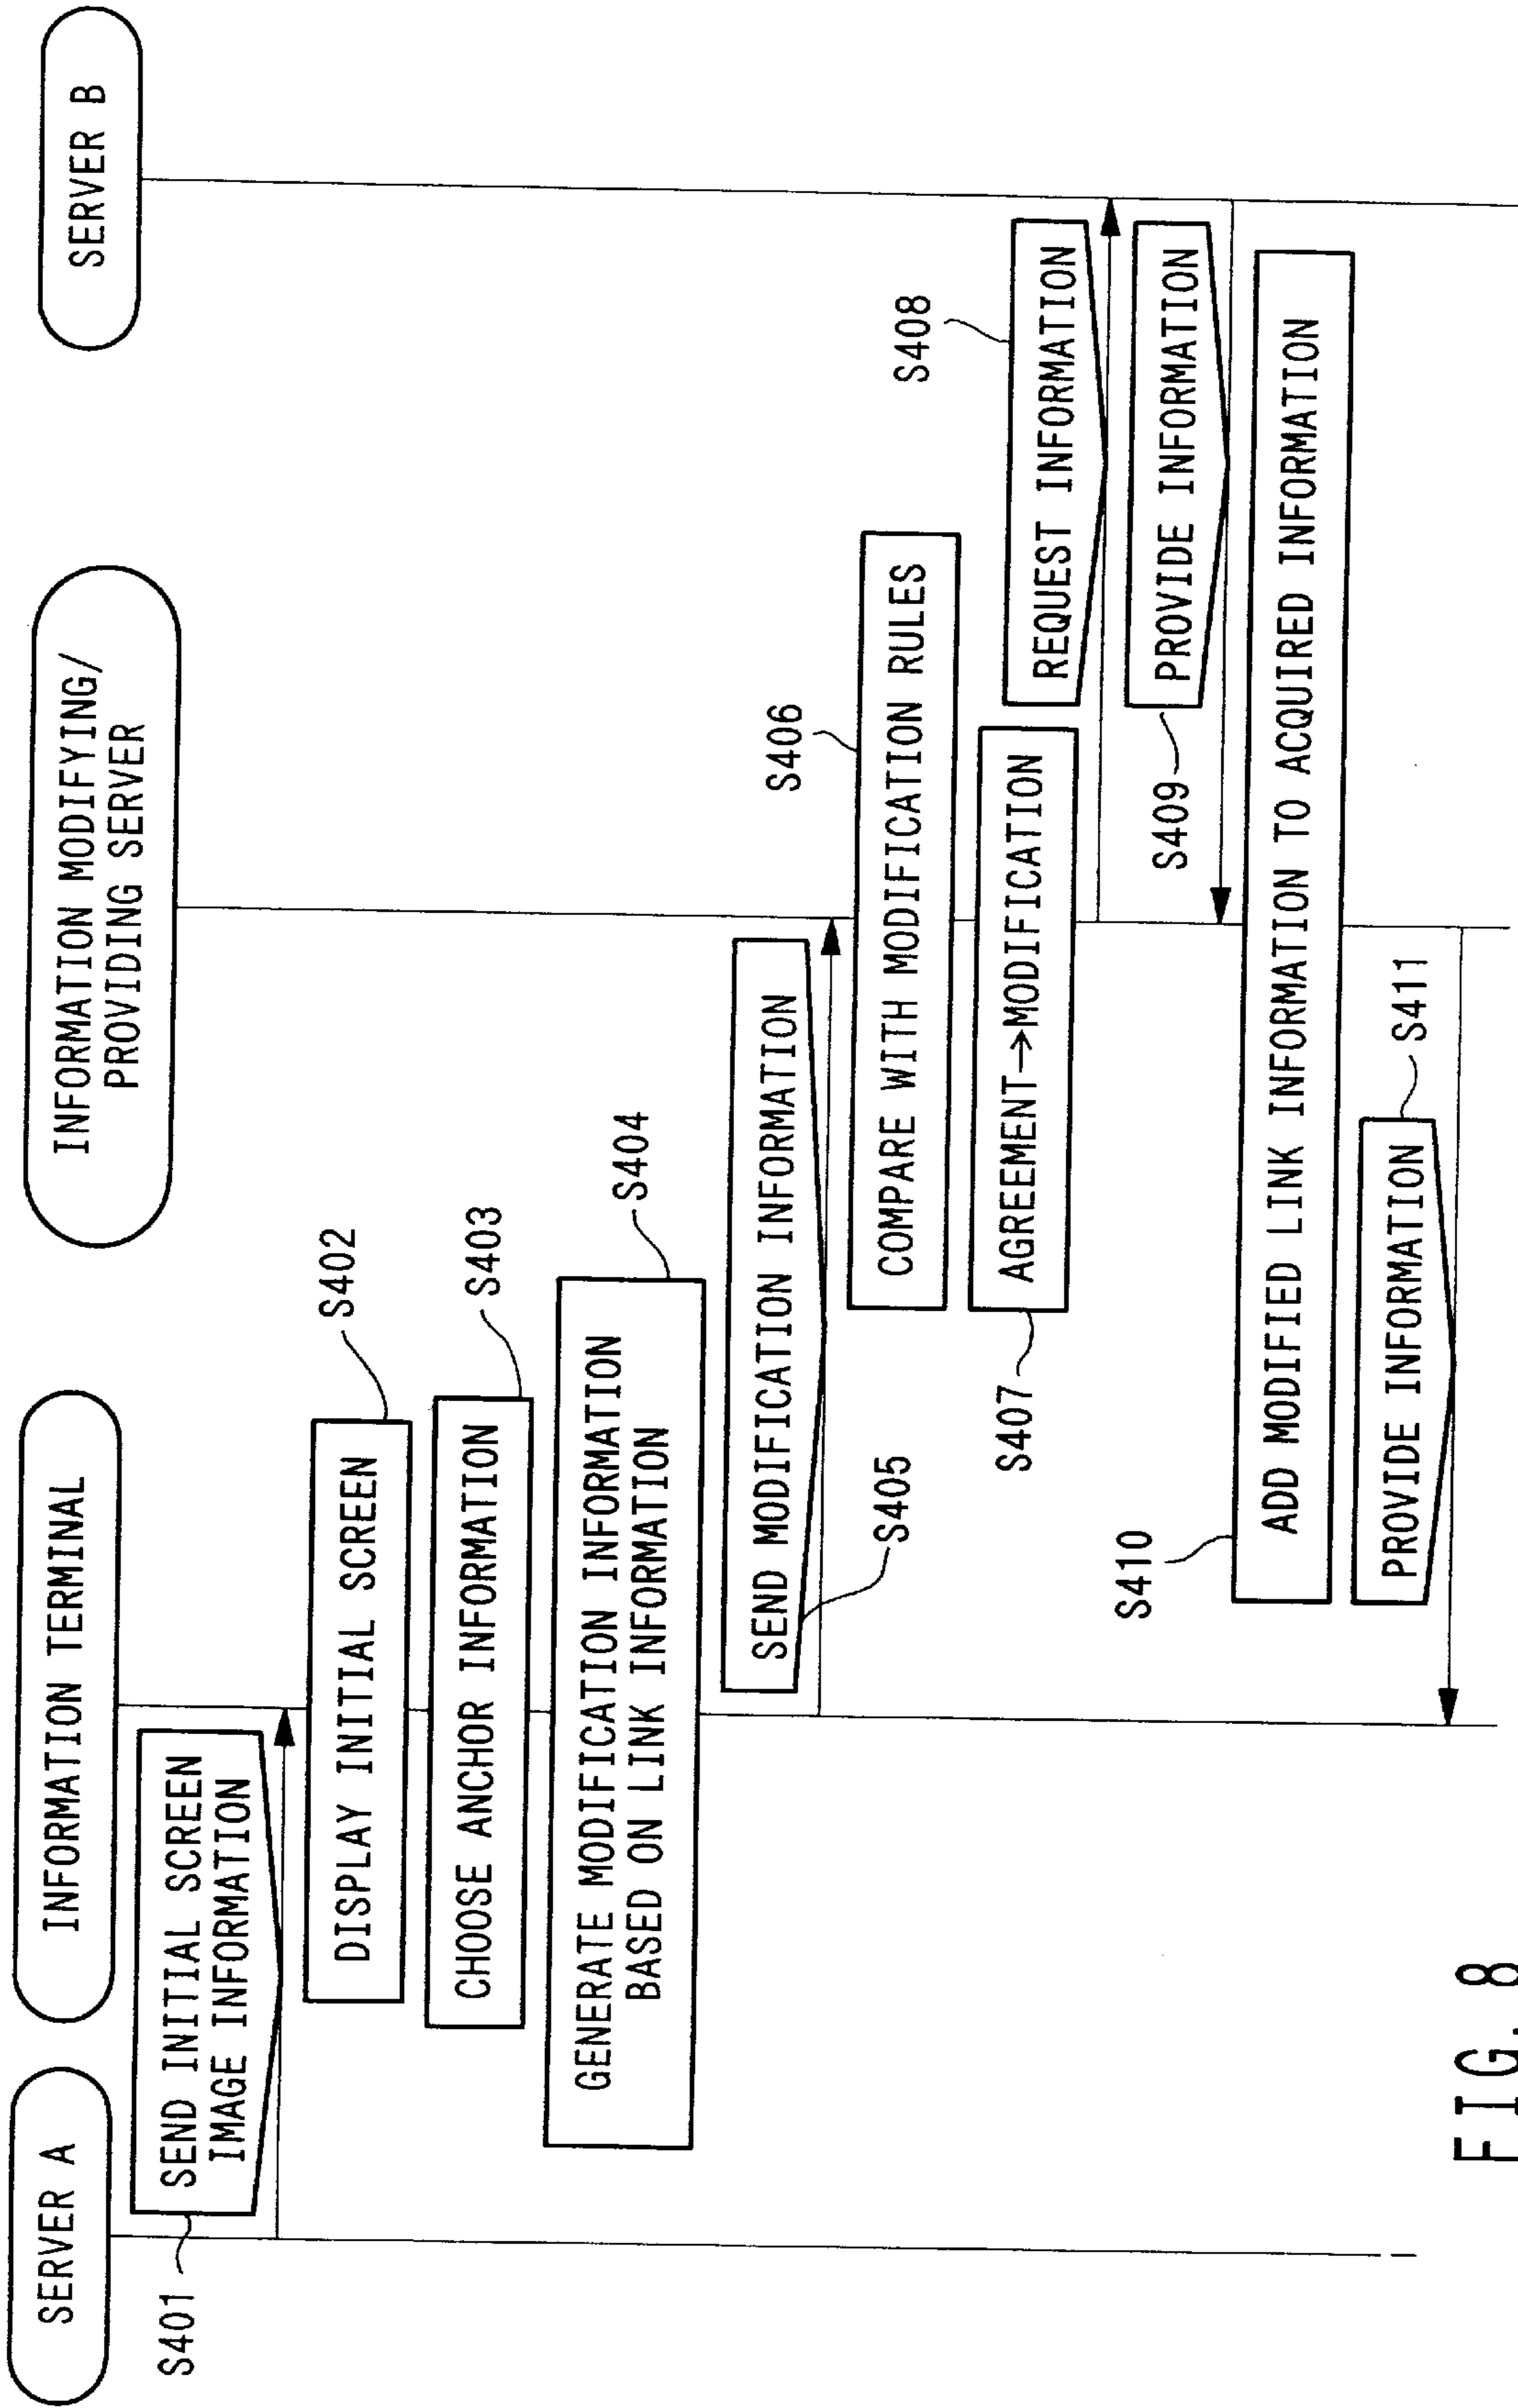 SERVER A
INFORMATION TERMINAL
INFORMATION MODIFYING/
PROVIDING SERVER
SERVER B
S401
SEND INITIAL SCREEN
IMAGE INFORMATION
DISPLAY INITIAL SCREEN
S402
CHOOSE ANCHOR INFORMATION
S403
GENERATE MODIFICATION INFORMATION
BASED ON LINK INFORMATION
S404
SEND MODIFICATION INFORMATION
S405
S406
COMPARE WITH MODIFICATION RULES
AGREEMENT→MODIFICATION
S407
S408
REQUEST INFORMATION
PROVIDE INFORMATION
S409
S410
ADD MODIFIED LINK INFORMATION TO ACQUIRED INFORMATION
PROVIDE INFORMATION
S411
FIG. 8